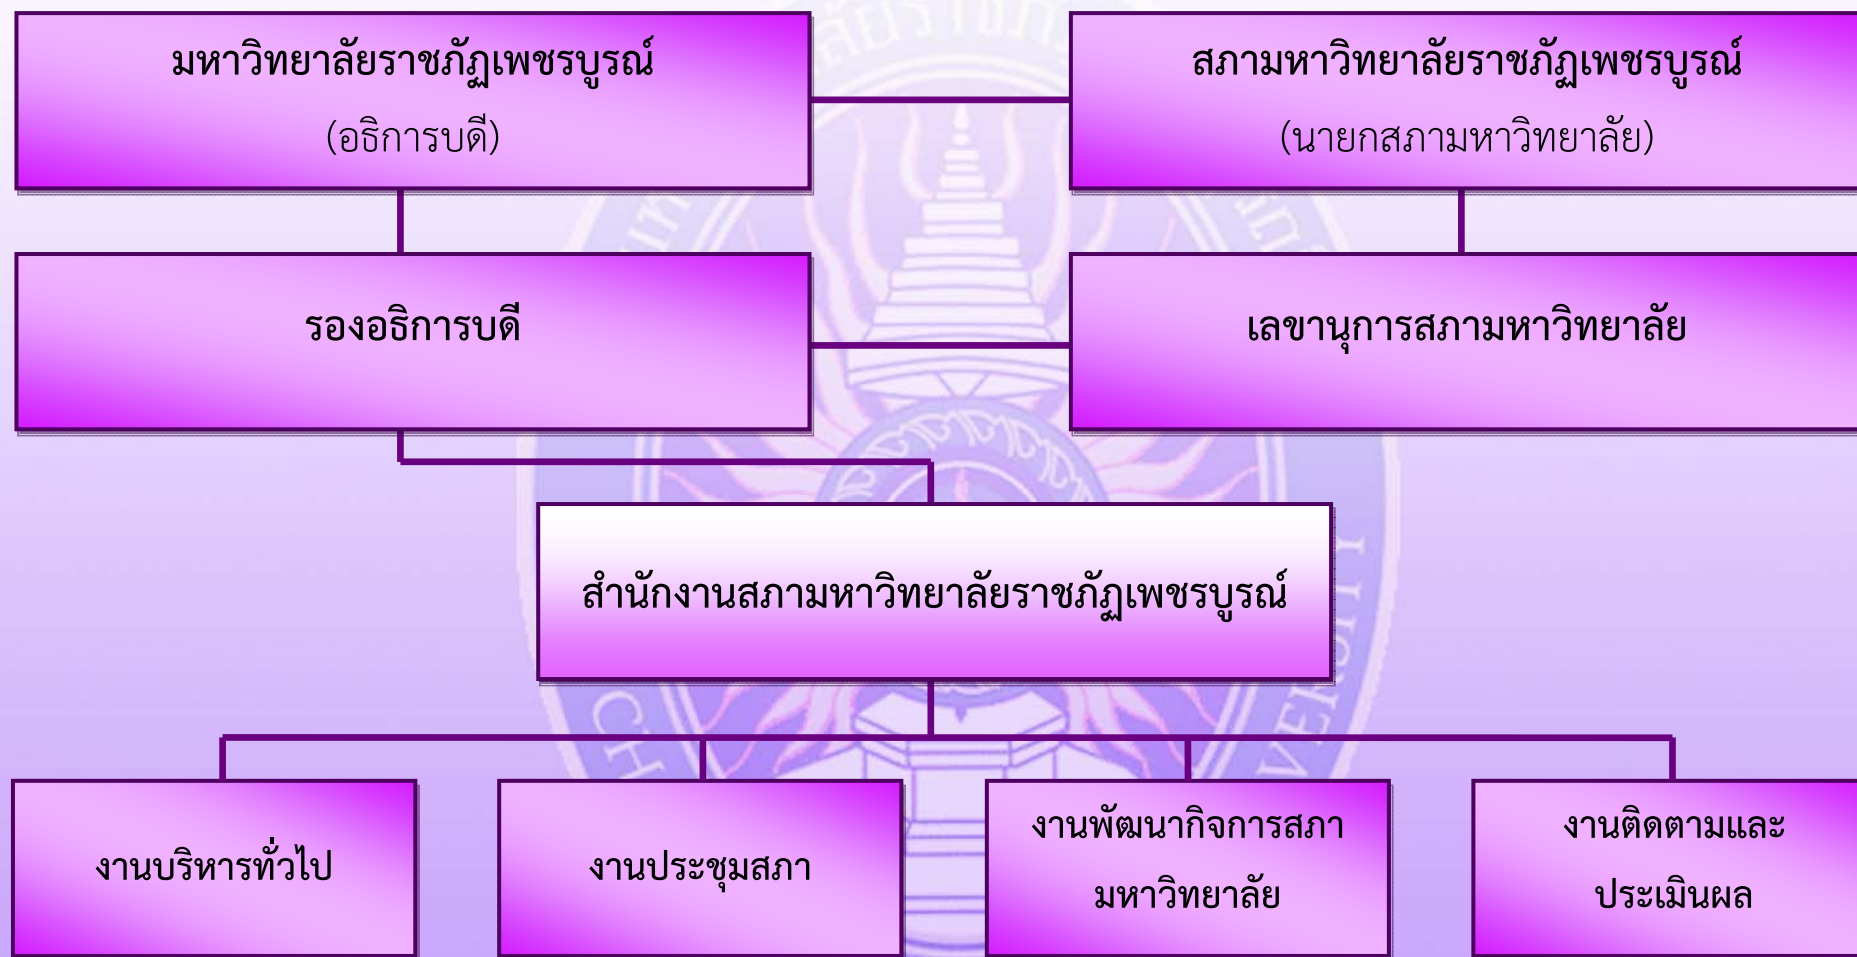 มหาวิทยาลัยราชภัฏเพชรบูรณ์
(อธิการบดี)
สภามหาวิทยาลัยราชภัฏเพชรบูรณ์
(นายกสภามหาวิทยาลัย)
รองอธิการบดี
เลขานุการสภามหาวิทยาลัย
สำนักงานสภามหาวิทยาลัยราชภัฏเพชรบูรณ์
งานบริหารทั่วไป
งานประชุมสภา
งานพัฒนากิจการสภา
มหาวิทยาลัย
งานติดตามและ
ประเมินผล